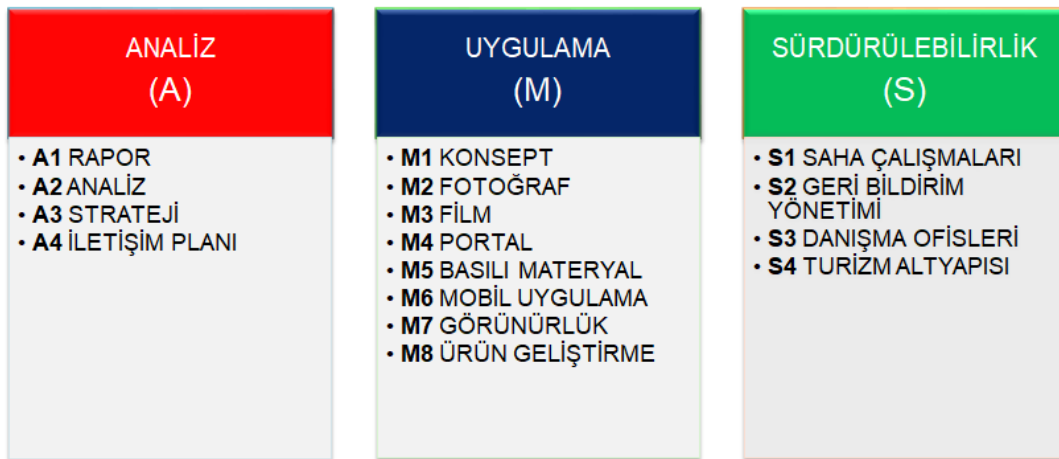 ANALİZ
(A)
• A1 RAPOR
• A2 ANALİZ
• A3 STRATEJİ
• A4 İLETİŞİM PLANI
UYGULAMA
(M)
• M1 KONSEPT
• M2 FOTOĞRAF
• M3 FİLM
• M4 PORTAL
• M5 BASILI MATERYAL
• M6 MOBİL UYGULAMA
• M7 GÖRÜNÜRLÜK
• M8 ÜRÜN GELİŞTİRME
SÜRDÜRÜLEBİLİRLİK
(S)
• S1 SAHA ÇALIŞMALARI
• S2 GERİ BİLDİRİM
YÖNETİMİ
• S3 DANIŞMA OFİSLERİ
• S4 TURİZM ALTYAPISI